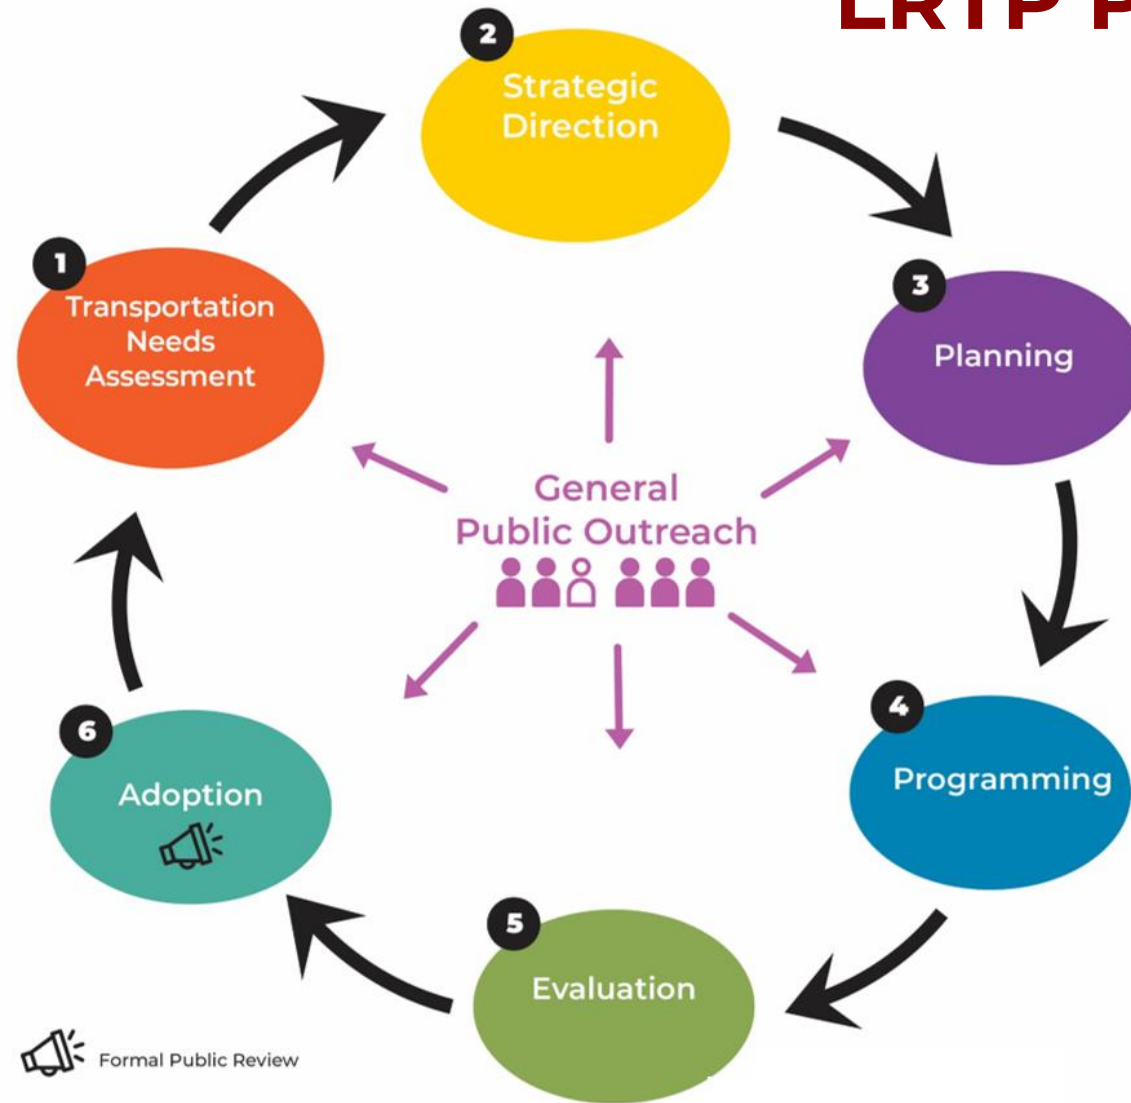 LRTP P
2
Strategic
Direction
1
Transportation
Needs
Assessment
3
Planning
General
Public Outreach
4
Programming
6
Adoption
5
Evaluation
Formal Public Review